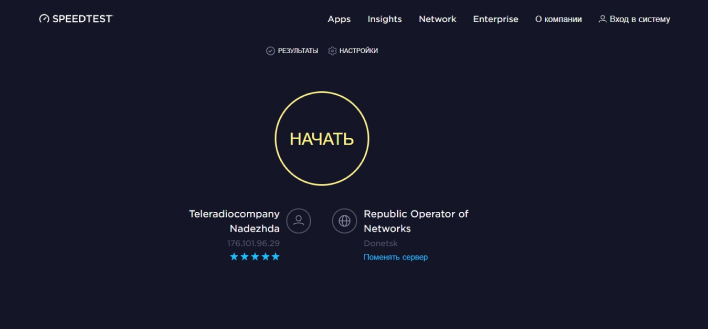 SPEEDTEST
Apps Insights Network Enterprise О компании Вход в систему
РЕЗУЛЬТАТЫ НАСТРОЙКИ
НАЧАТЬ
Teleradiocompany
Nadezhda
176.101.96.29
Republic Operator of
Networks
Donetsk
Поменять сервер